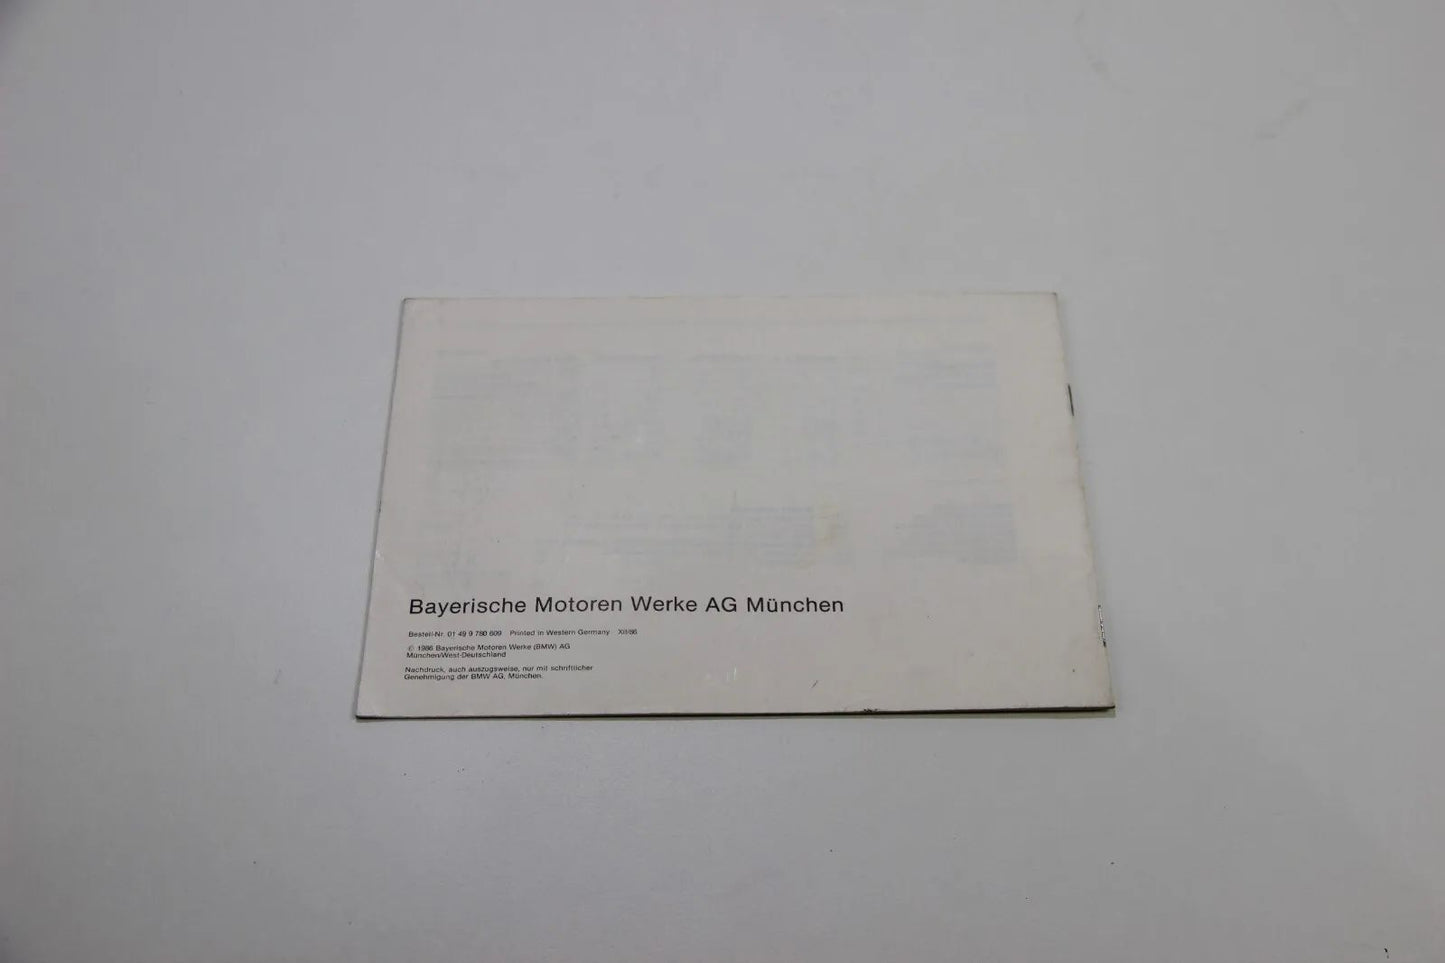 Bayerische Motoren Werke AG München
Bestell-Nr. 01 49 9 780 609 Printed in Western Germany XII/86
© 1986 Bayerische Motoren Werke (BMW) AG
München/West-Deutschland
Nachdruck, auch auszugsweise, nur mit schriftlicher
Genehmigung der BMW AG, München.